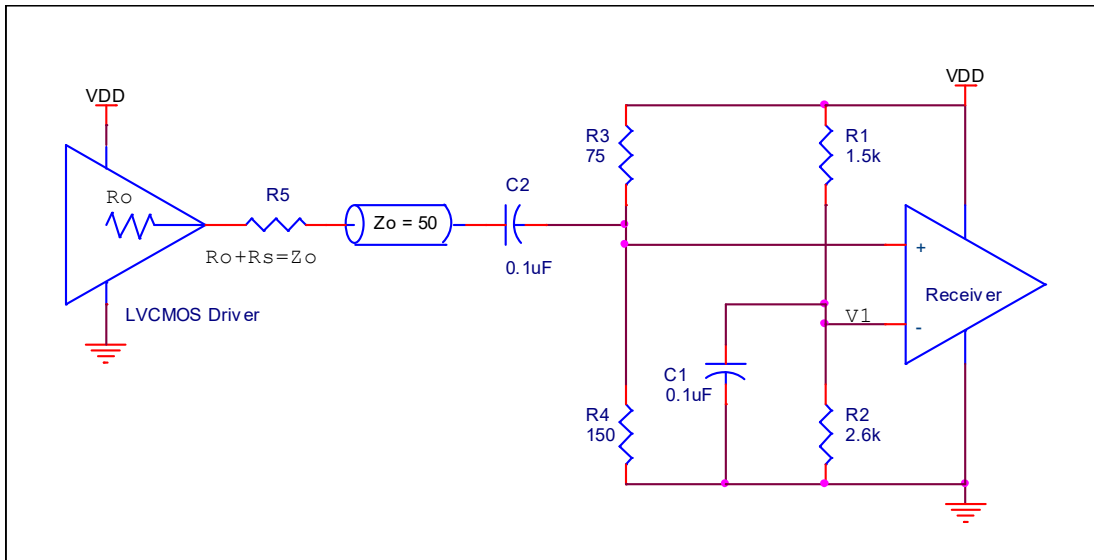 VDD
Ro
R5
Ro+Rs=Zo
LVCMOS Driver
Zo = 50
C2
0.1uF
R3
75
R4
150
C1
0.1uF
VDD
R1
1.5k
V1
R2
2.6k
+
-
Receiver